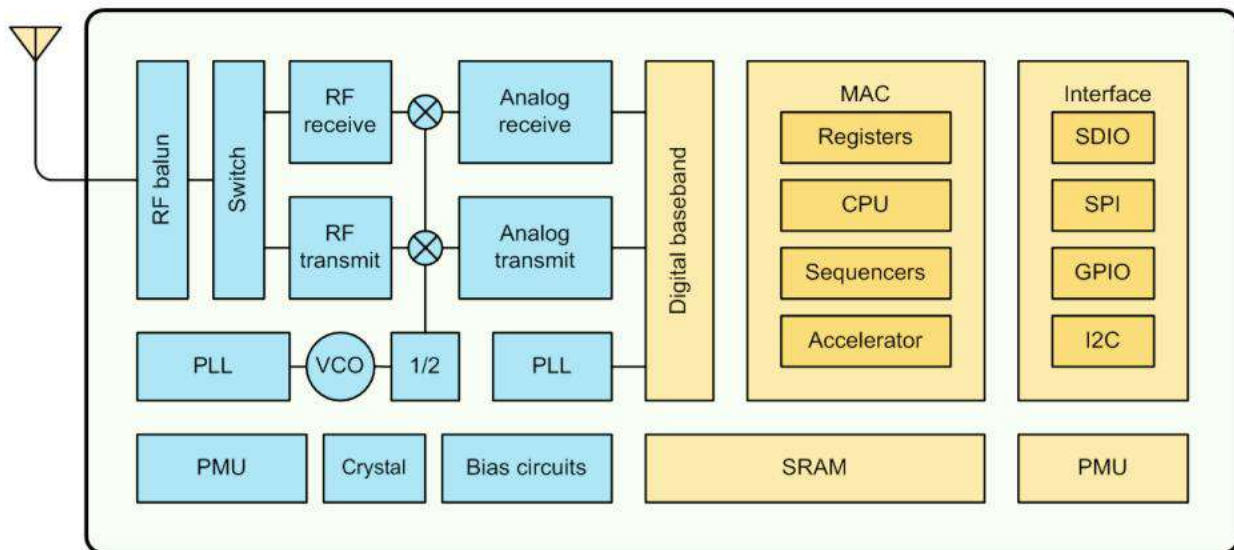 RF balun
Switch
RF
receive
Analog
receive
RF
transmit
Analog
transmit
PLL
VCO
1/2
PLL
Digital baseband
MAC
Registers
CPU
Sequencers
Accelerator
Interface
SDIO
SPI
GPIO
I2C
PMU
Crystal
Bias circuits
SRAM
PMU